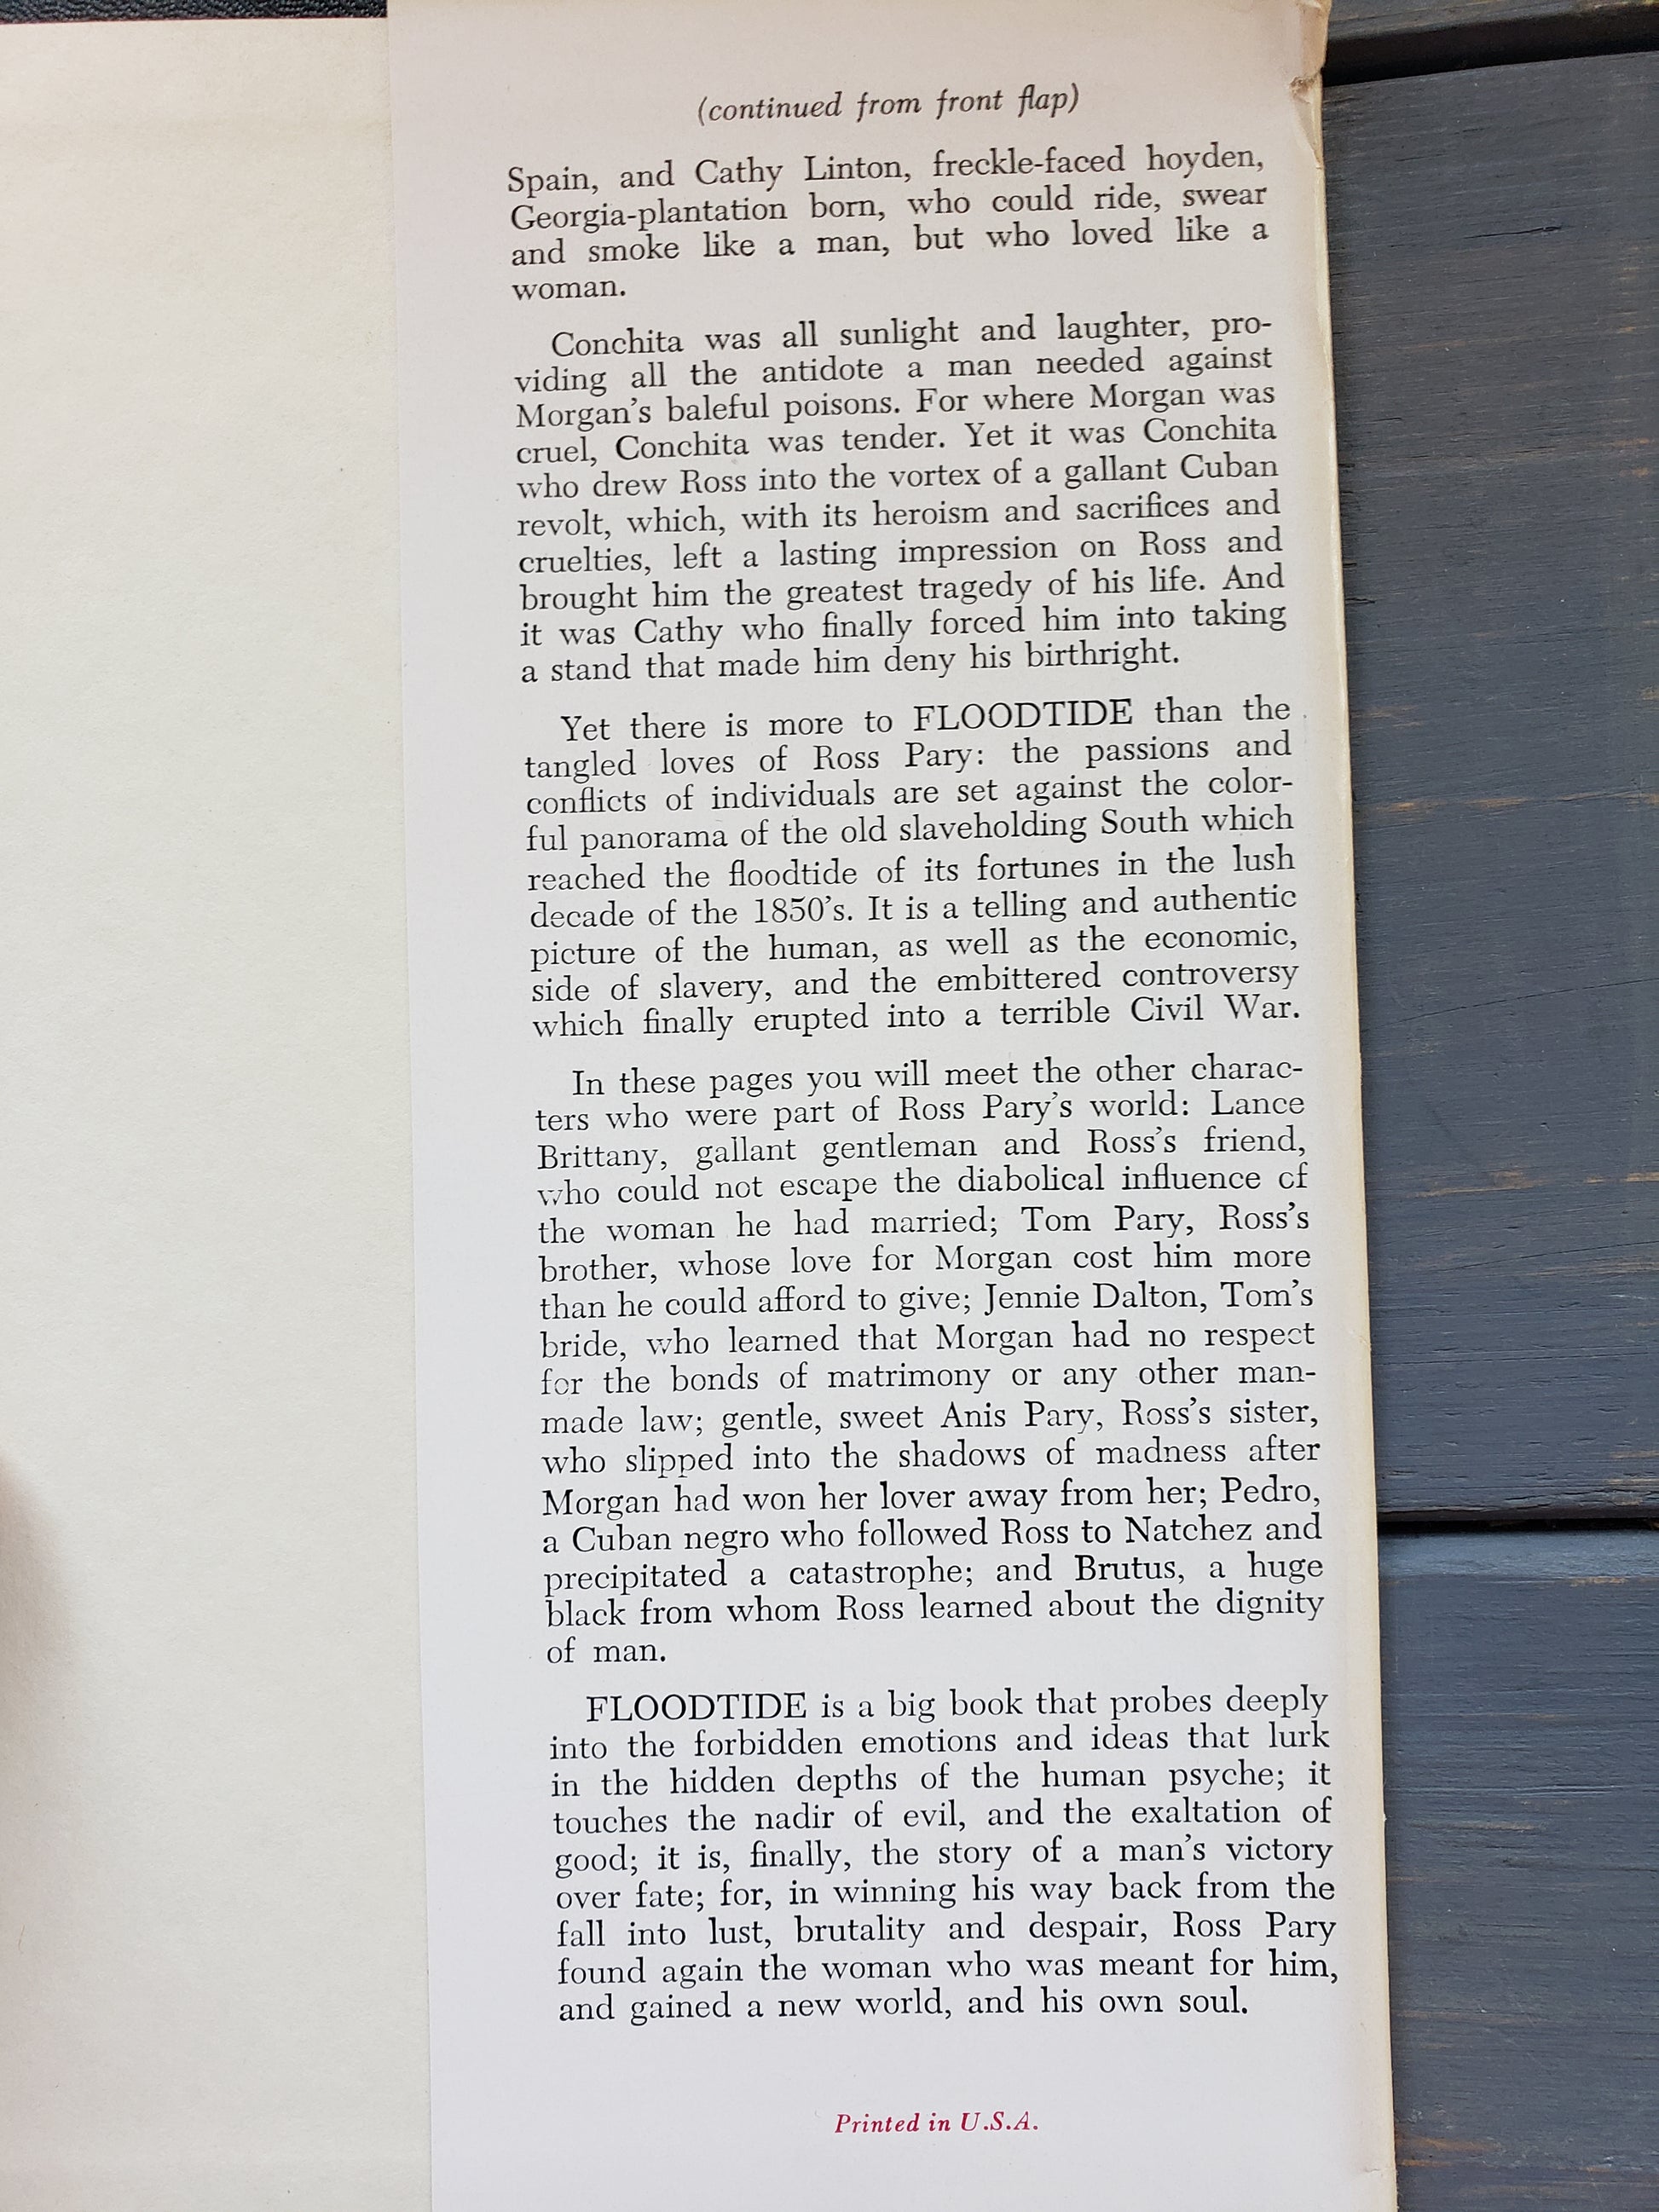 (continued from front flap)
Spain, and Cathy Linton, freckle-faced hoyden,
Georgia-plantation born, who could ride, swear
and smoke like a man, but who loved like a
woman.
Conchita was all sunlight and laughter, pro-
viding all the antidote a man needed against
Morgan's baleful poisons. For where Morgan was
cruel, Conchita was tender. Yet it was Conchita
who drew Ross into the vortex of a gallant Cuban
revolt, which, with its heroism and sacrifices and
cruelties, left a lasting impression on Ross and
brought him the greatest tragedy of his life. And
it was Cathy who finally forced him into taking
a stand that made him deny his birthright.
Yet there is more to FLOODTIDE than the
tangled loves of Ross Pary: the passions and
conflicts of individuals are set against the color-
ful panorama of the old slaveholding South which
reached the floodtide of its fortunes in the lush
decade of the 1850's. It is a telling and authentic
picture of the human, as well as the economic,
side of slavery, and the embittered controversy
which finally erupted into a terrible Civil War.
In these pages you will meet the other charac-
ters who were part of Ross Pary's world: Lance
Brittany, gallant gentleman and Ross's friend,
who could not escape the diabolical influence of
the woman he had married; Tom Pary, Ross's
brother, whose love for Morgan cost him more
than he could afford to give; Jennie Dalton, Tom's
bride, who learned that Morgan had no respect
for the bonds of matrimony or any other man-
made law; gentle, sweet Anis Pary, Ross's sister,
who slipped into the shadows of madness after
Morgan had won her lover away from her; Pedro,
a Cuban negro who followed Ross to Natchez and
precipitated a catastrophe; and Brutus, a huge
black from whom Ross learned about the dignity
of man.
FLOODTIDE is a big book that probes deeply
into the forbidden emotions and ideas that lurk
in the hidden depths of the human psyche; it
touches the nadir of evil, and the exaltation of
good; it is, finally, the story of a man's victory
over fate; for, in winning his way back from the
fall into lust, brutality and despair, Ross Pary
found again the woman who was meant for him,
and gained a new world, and his own soul.
Printed in U.S.A.